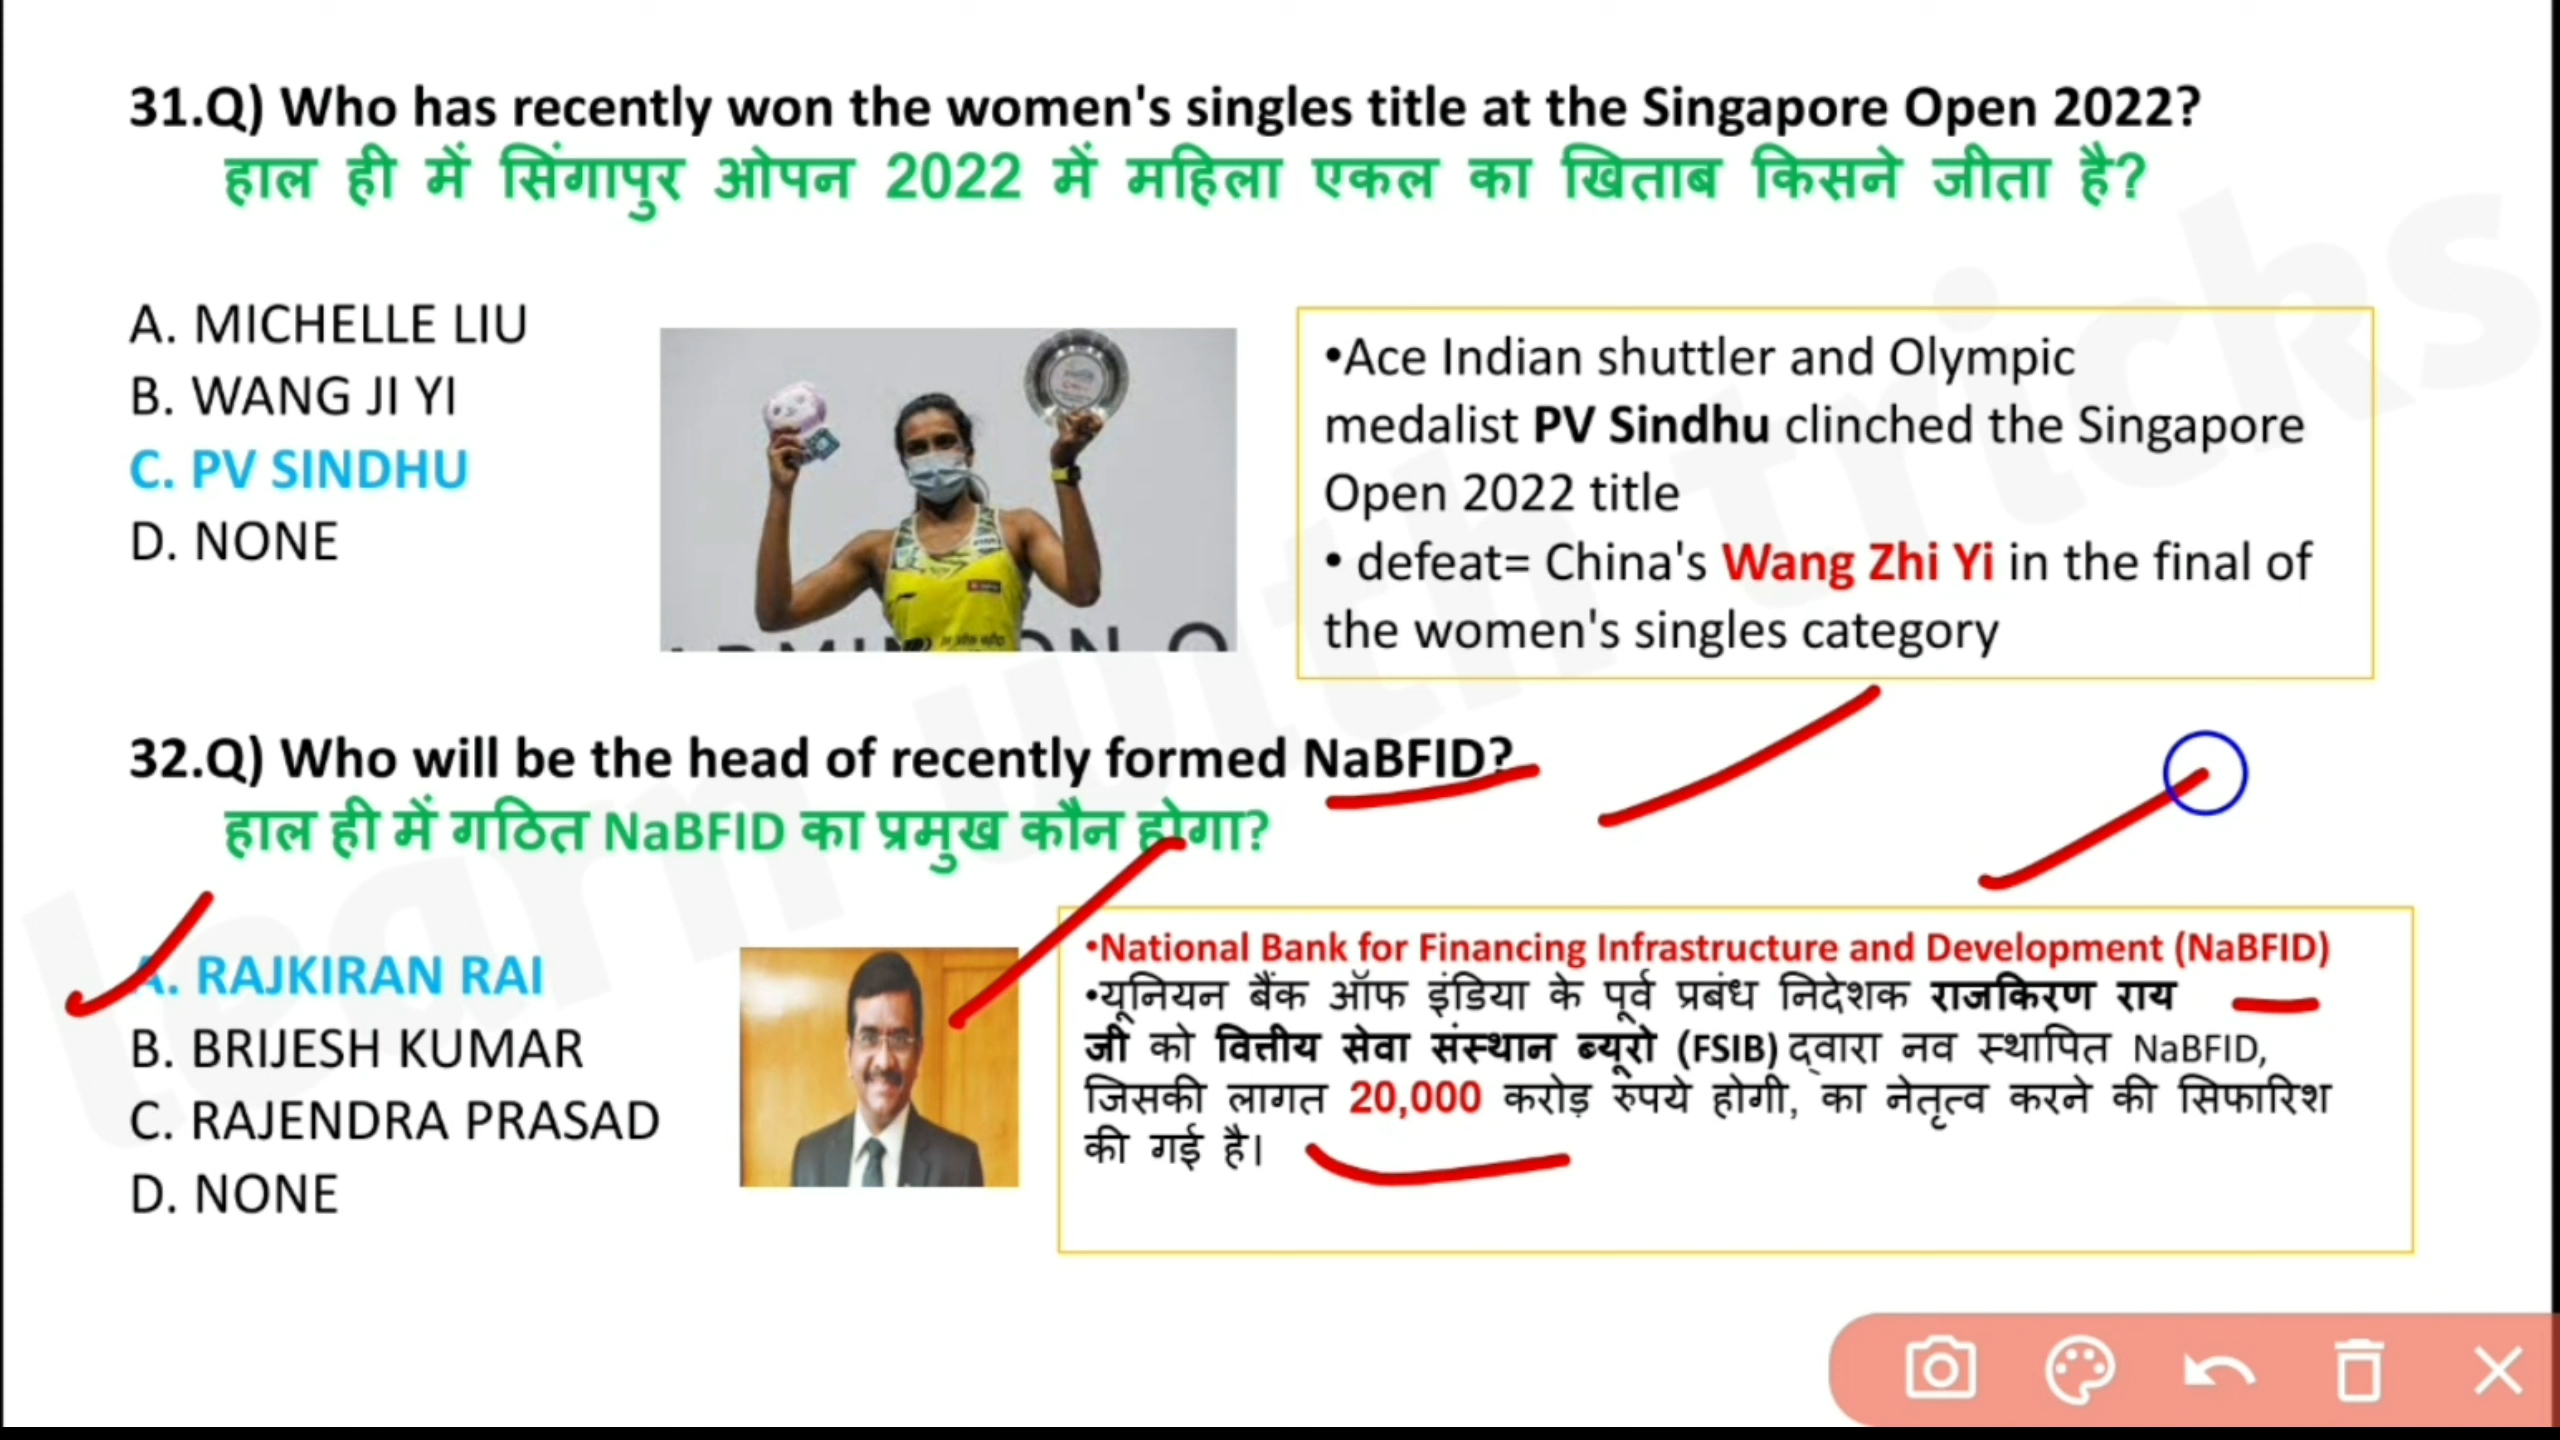 31.Q) Who has recently won the women's singles title at the Singapore Open 2022?
हाल ही में सिंगापुर ओपन 2022 में महिला एकल का खिताब किसने जीता है?
A. MICHELLE LIU
B. WANG JI YI
C. PV SINDHU
D. NONE
•Ace Indian shuttler and Olympic
medalist PV Sindhu clinched the Singapore
Open 2022 title
• defeat= China's Wang Zhi Yi in the final of
the women's singles category
32.Q) Who will be the head of recently formed NaBFID?
हाल ही में गठित NaBFID का प्रमुख कौन होगा?
A. RAJKIRAN RAI
B. BRIJESH KUMAR
C. RAJENDRA PRASAD
D. NONE
•National Bank for Financing Infrastructure and Development (NaBFID)
•यूनियन बैंक ऑफ इंडिया के पूर्व प्रबंध निदेशक राजकिरण राय
जी को वित्तीय सेवा संस्थान ब्यूरो (FSIB) द्वारा नव स्थापित NaBFID,
जिसकी लागत 20,000 करोड़ रुपये होगी, का नेतृत्व करने की सिफारिश
की गई है।
learn with tricks